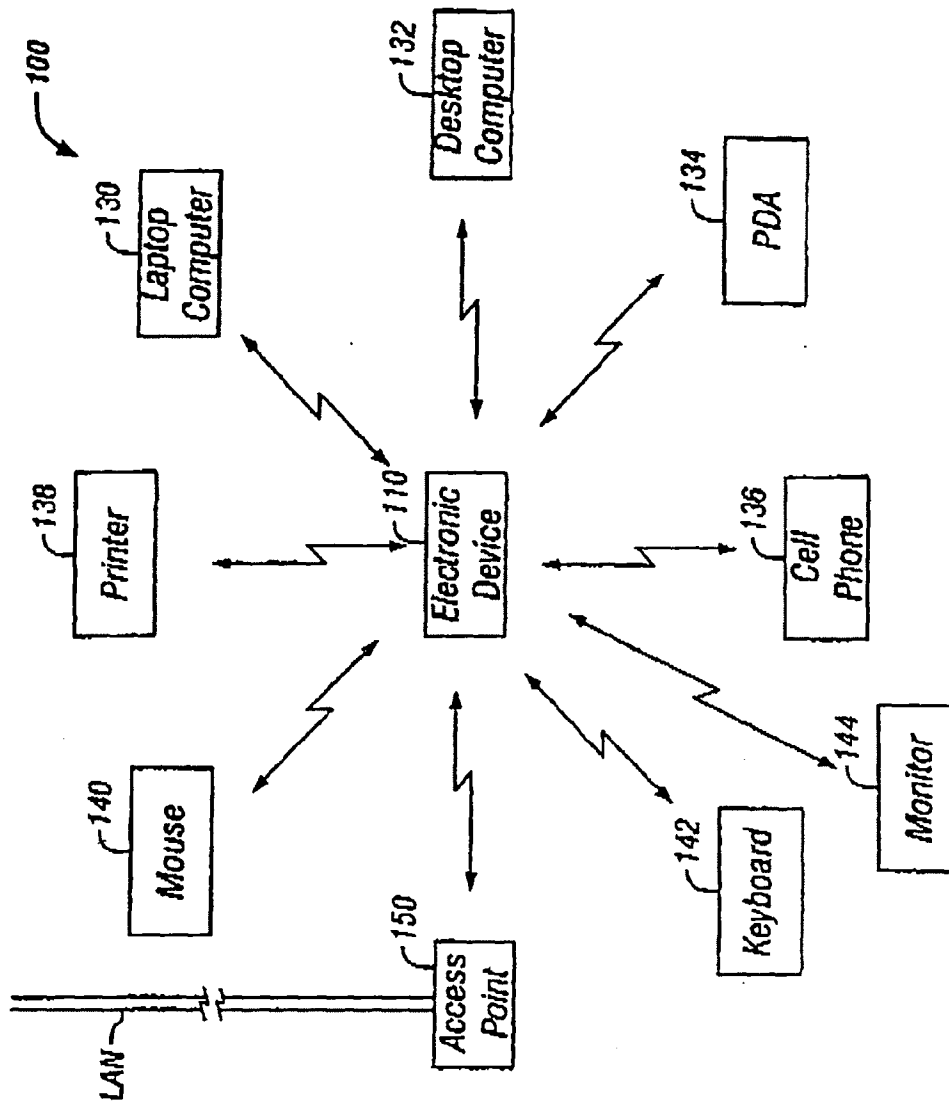 100
LAN
140
Mouse
138
Printer
130
Laptop
Computer
150
Access
Point
110
Electronic
Device
132
Desktop
Computer
142
Keyboard
144
Monitor
136
Cell
Phone
134
PDA